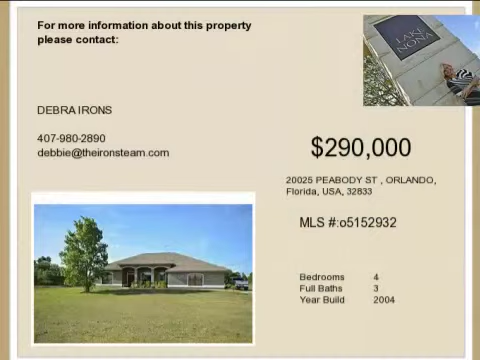 For more information about this property
please contact:
LAKE
NONA
DEBRA IRONS
407-980-2890
debbie@theironsteam.com
$290,000
20025 PEABODY ST , ORLANDO,
Florida, USA, 32833
MLS #:o5152932
Bedrooms 4
Full Baths 3
Year Build 2004